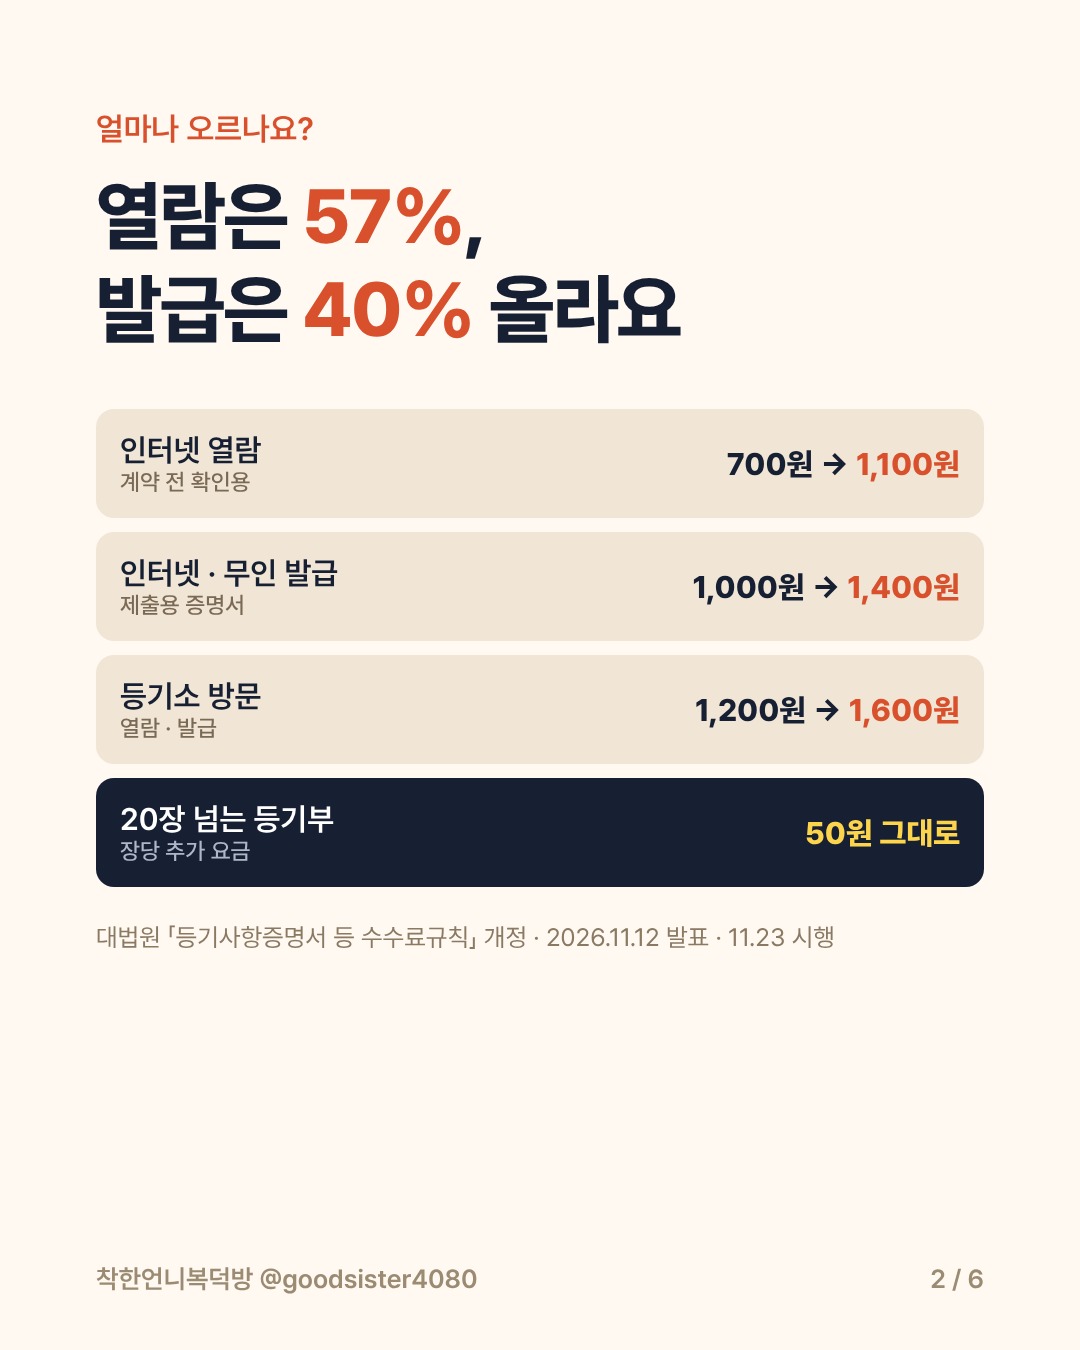 얼마나 오르나요?
열람은 57%,
발급은 40% 올라요
인터넷 열람
계약 전 확인용
700원 → 1,100원
인터넷 · 무인 발급
제출용 증명서
1,000원 → 1,400원
등기소 방문
열람 · 발급
1,200원 → 1,600원
20장 넘는 등기부
장당 추가 요금
50원 그대로
대법원 「등기사항증명서 등 수수료규칙」 개정 · 2026.11.12 발표 · 11.23 시행
착한언니복덕방 @goodsister4080
2 / 6